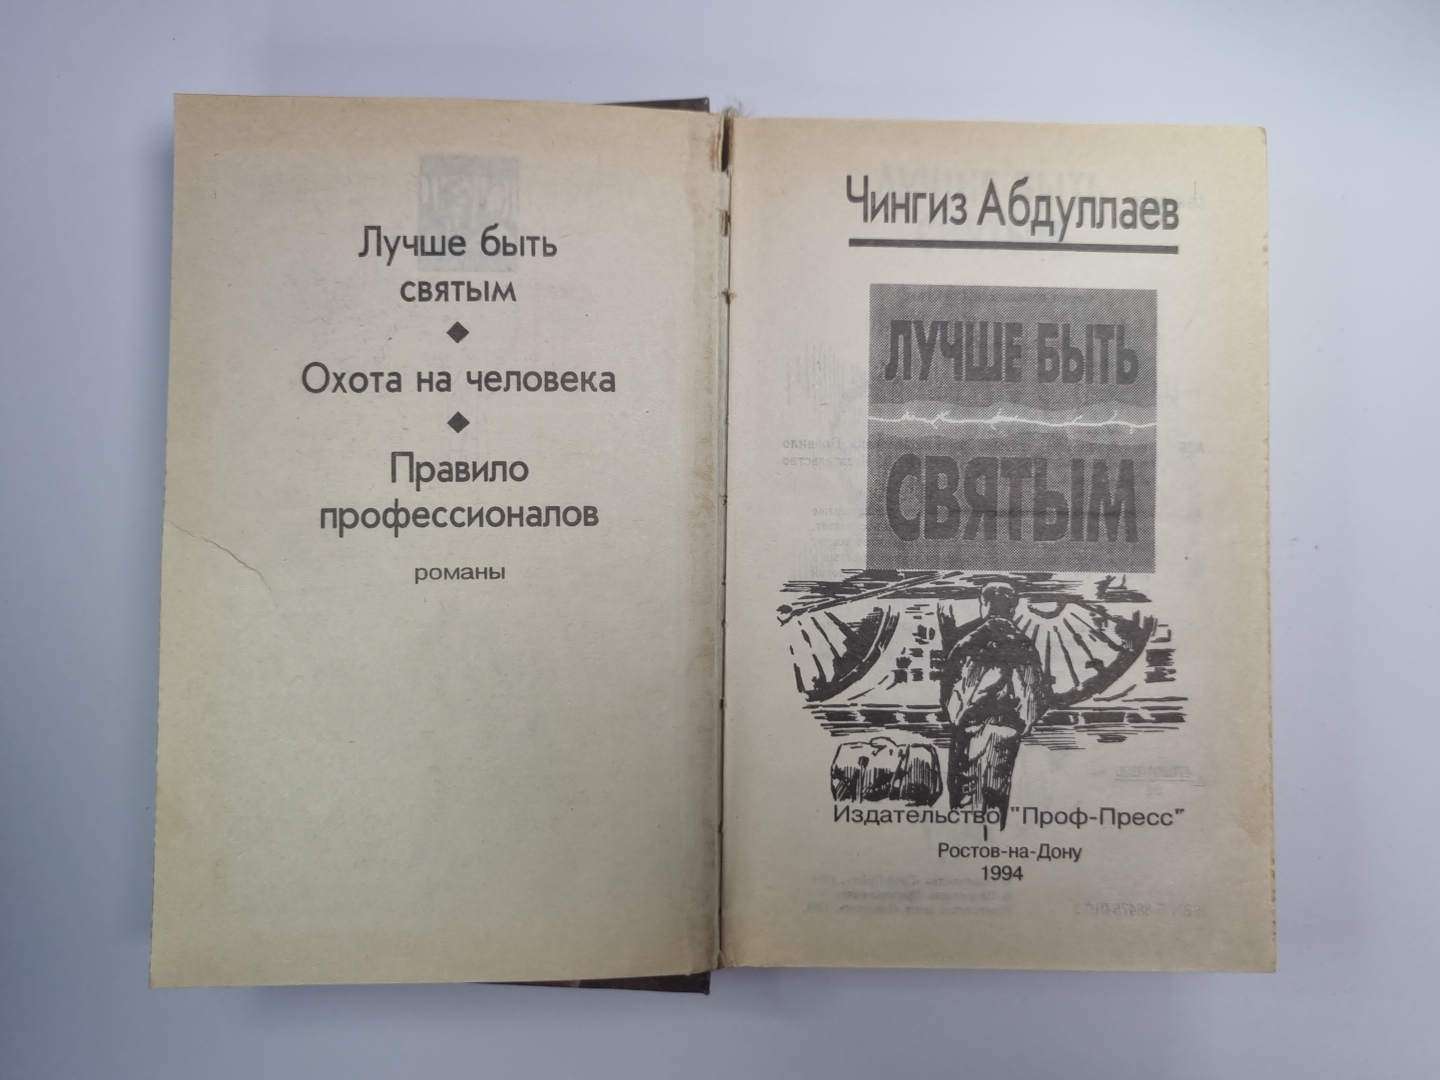 Лучше быть
святым
Охота на человека
Правило
профессионалов
романы
Чингиз Абдуллаев
ЛУЧШЕ БЫТЬ
СВЯТЫМ
Издательство "Проф-Пресс"
Ростов-на-Дону
1994